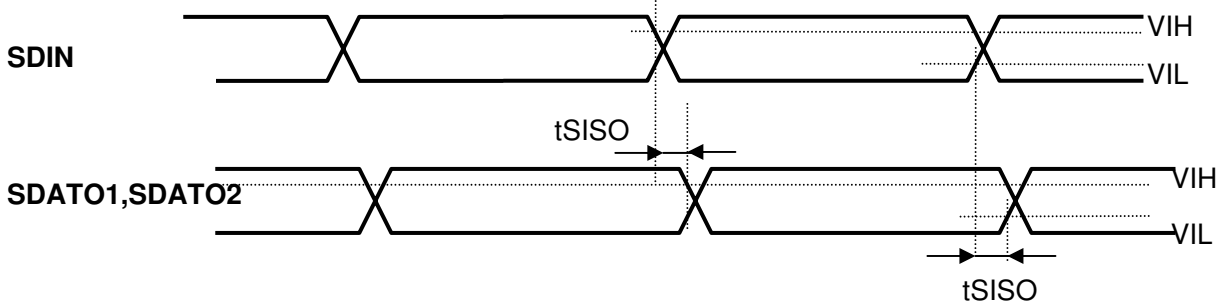 VIH
SDIN
VIL
tSISO
VIH
SDATO1,SDATO2
VIL
tSISO